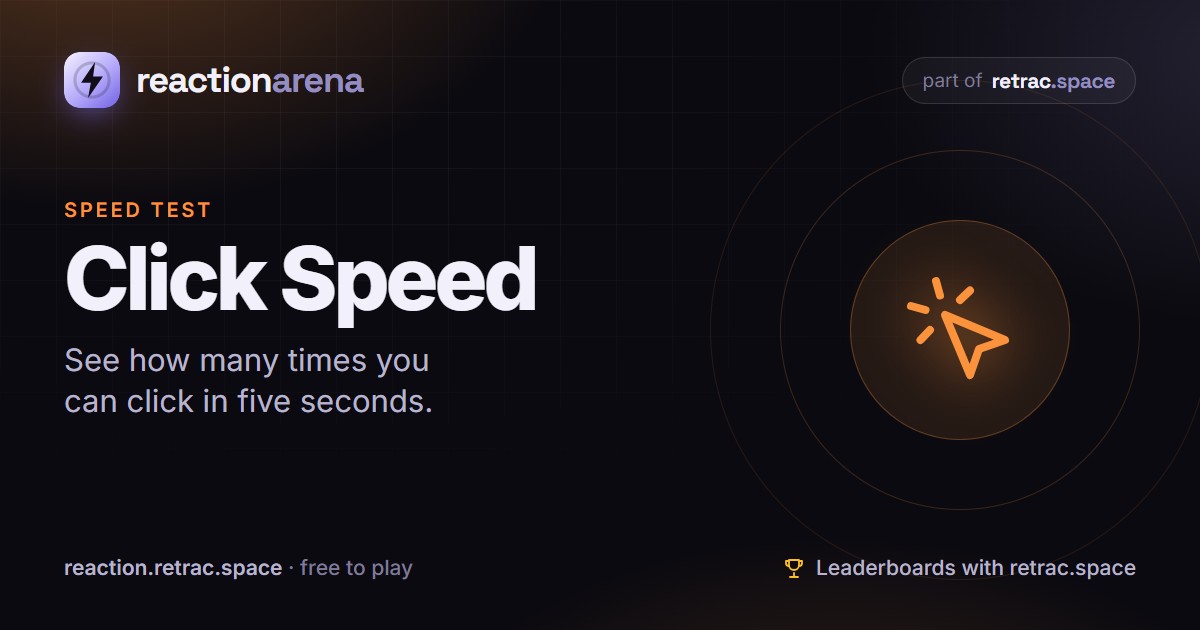 reactionarena
part of retrac.space
SPEED TEST
Click Speed
See how many times you
can click in five seconds.
reaction.retrac.space · free to play
Leaderboards with retrac.space